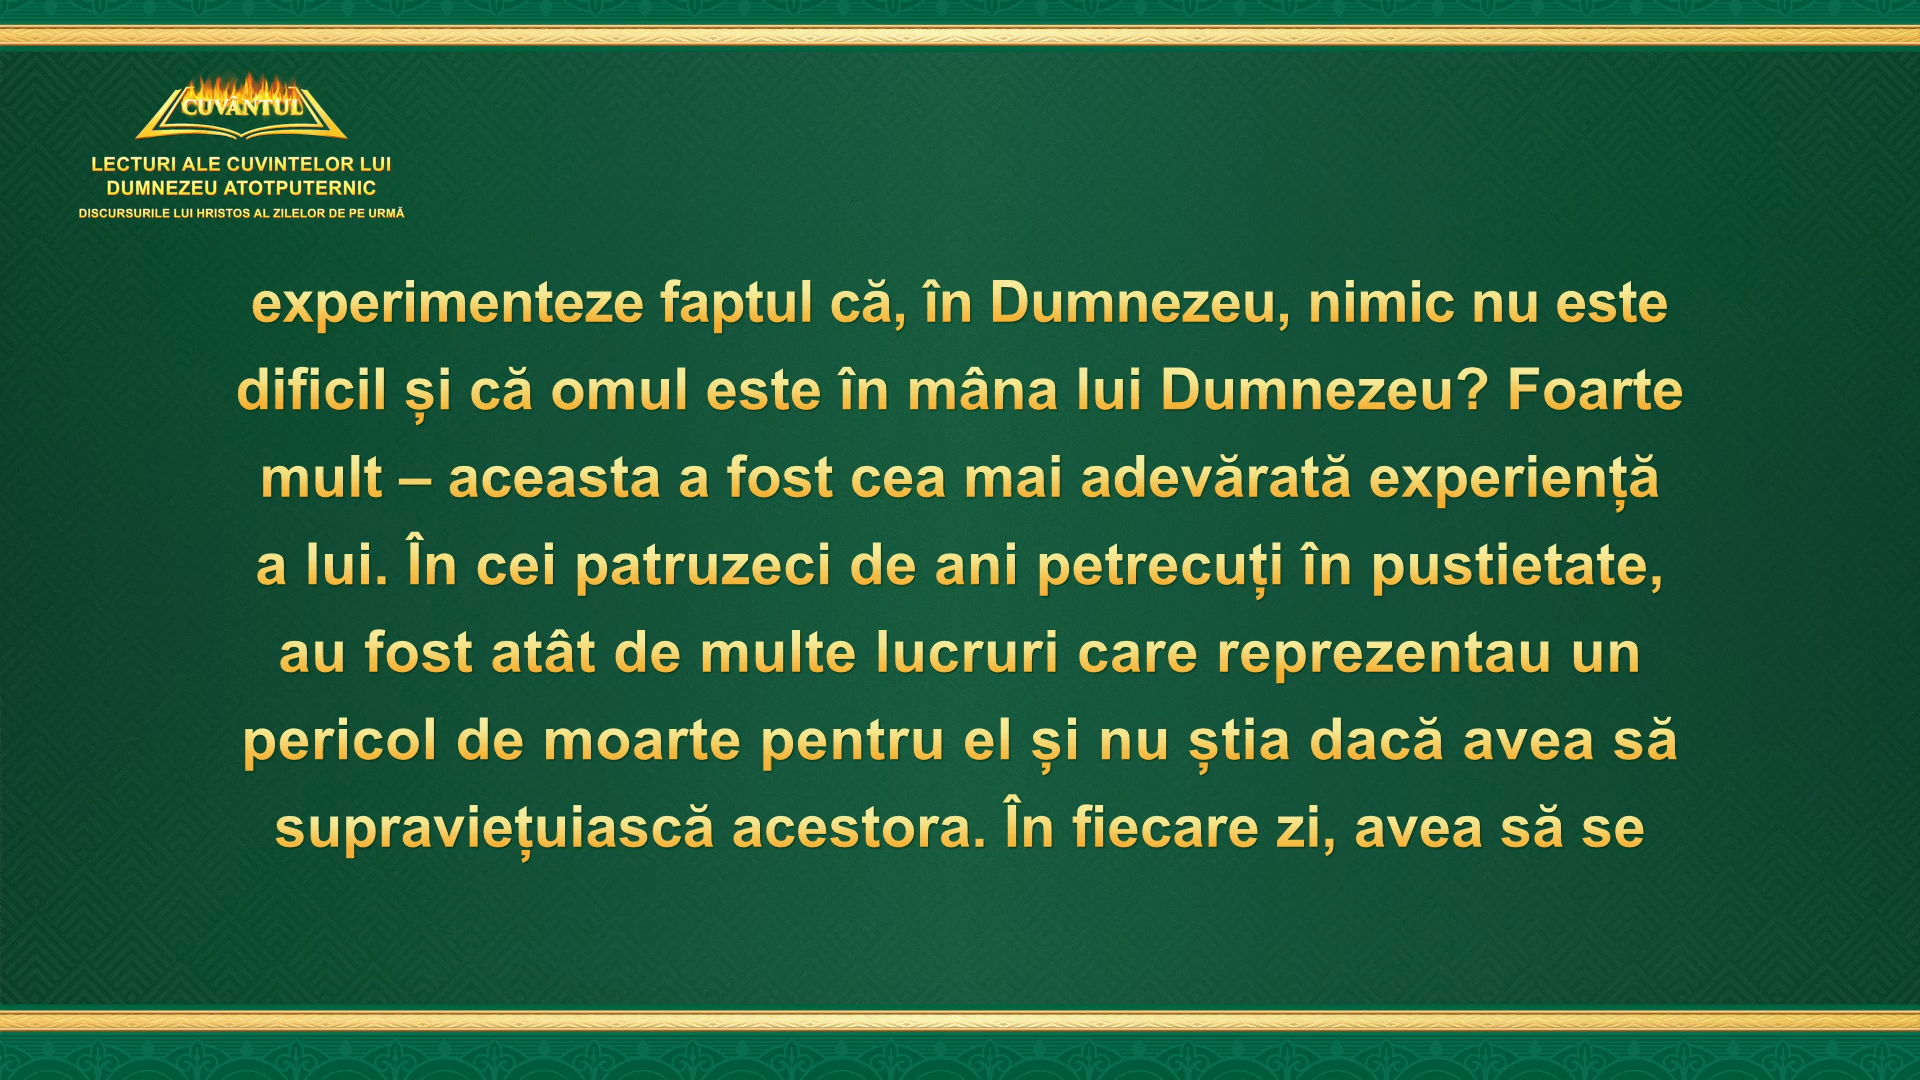 CUVÂNTUL
LECTURI ALE CUVINTELOR LUI
DUMNEZEU ATOTPUTERNIC
DISCURSURILE LUI HRISTOS AL ZILELOR DE PE URMĂ
experimenteze faptul că, în Dumnezeu, nimic nu este
dificil și că omul este în mâna lui Dumnezeu? Foarte
mult – aceasta a fost cea mai adevărată experiență
a lui. În cei patruzeci de ani petrecuți în pustietate,
au fost atât de multe lucruri care reprezentau un
pericol de moarte pentru el și nu știa dacă avea să
supraviețuiască acestora. În fiecare zi, avea să se